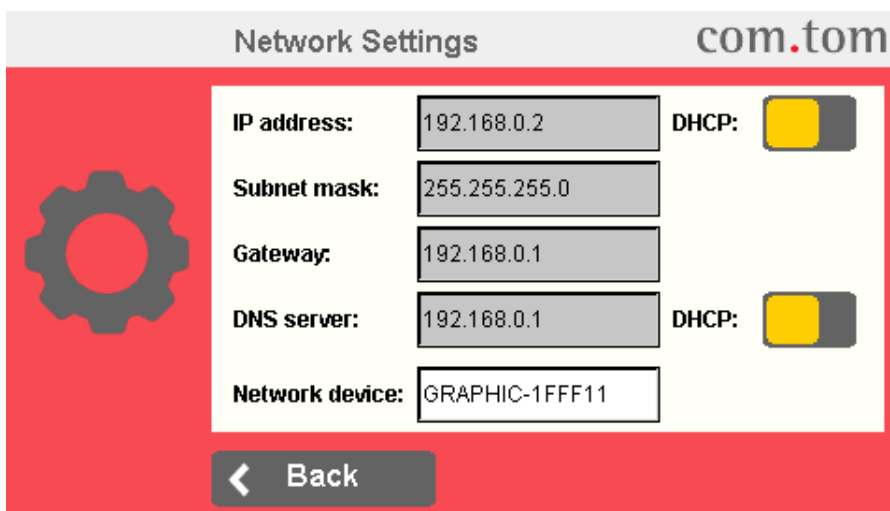 Network Settings com.tom
IP address: 192.168.0.2 DHCP:
Subnet mask: 255.255.255.0
Gateway: 192.168.0.1
DNS server: 192.168.0.1 DHCP:
Network device: GRAPHIC-1FFF11
Back